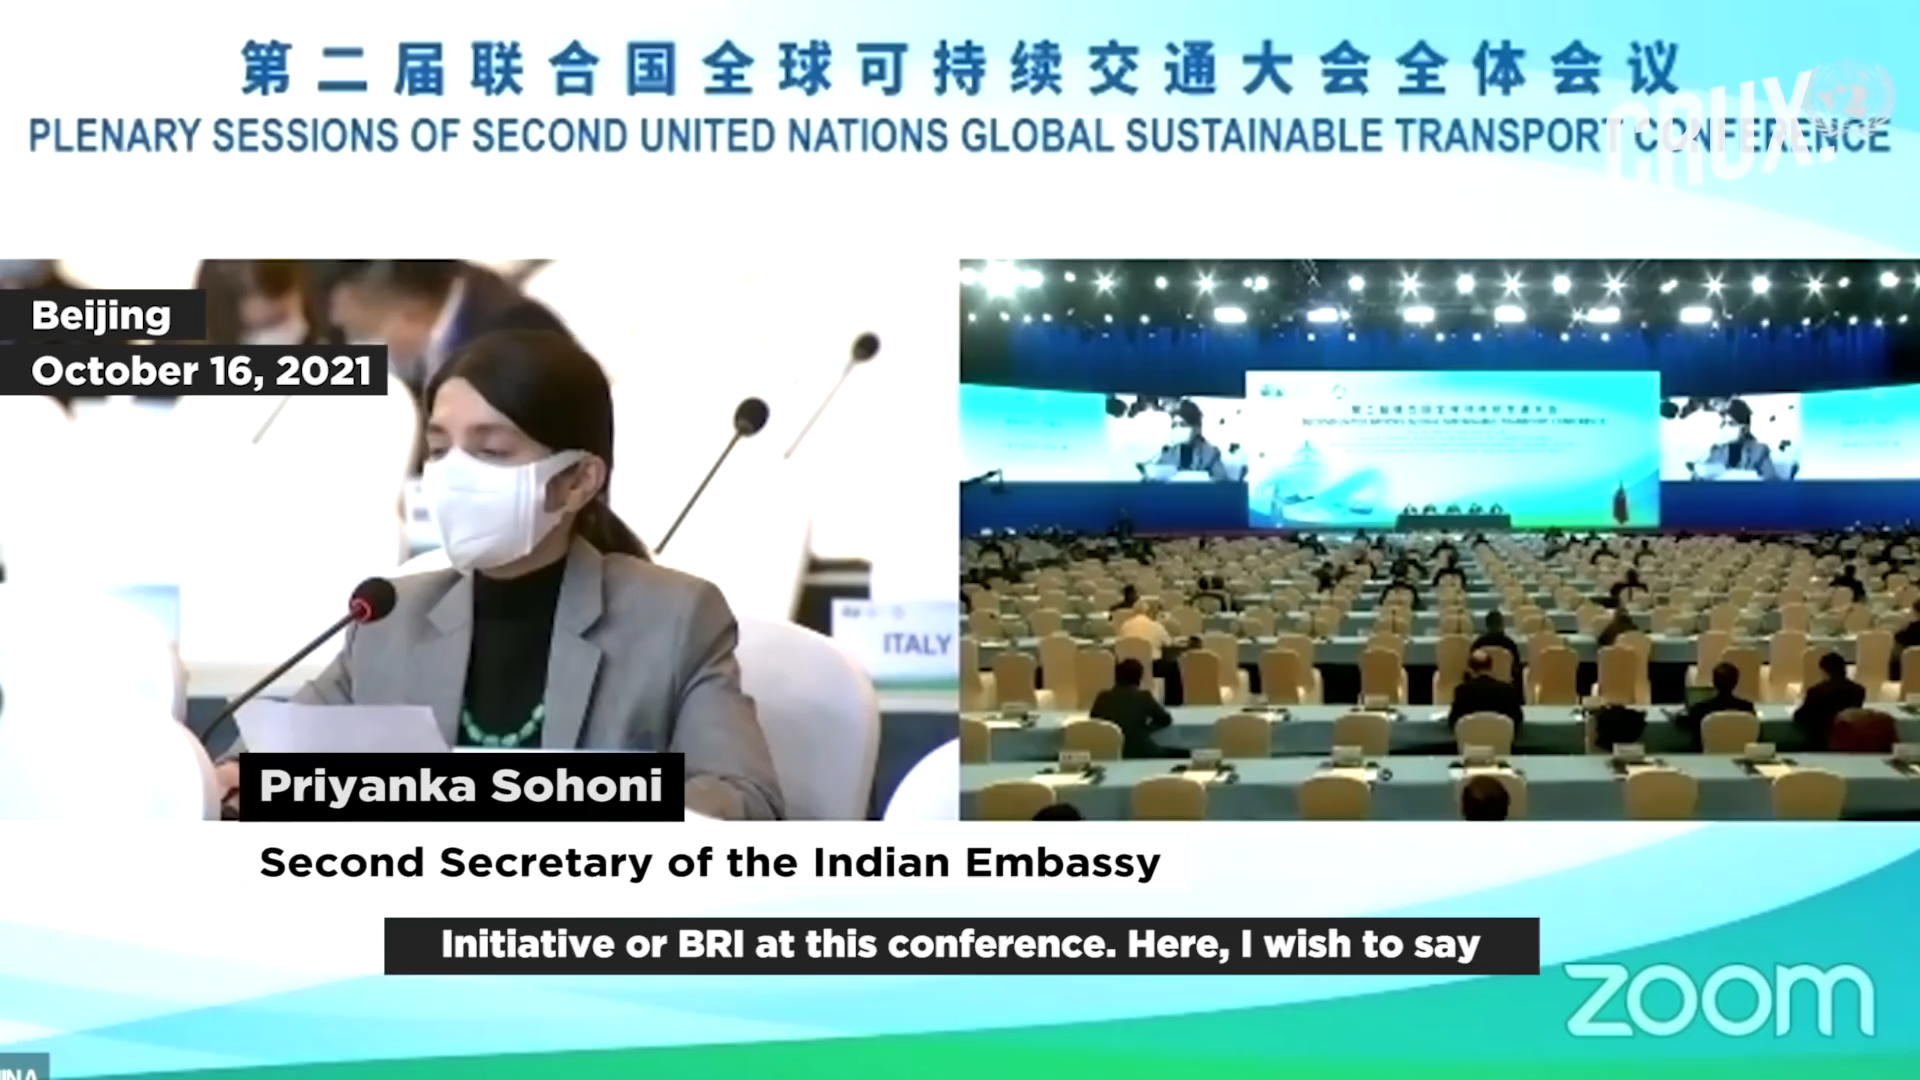 第二届联合国全球可持续交通大会全体会议
PLENARY SESSIONS OF SECOND UNITED NATIONS GLOBAL SUSTAINABLE TRANSPORT CONFERENCE
CRUX.
Beijing
October 16, 2021
ITALY
Priyanka Sohoni
Second Secretary of the Indian Embassy
Initiative or BRI at this conference. Here, I wish to say
zoom